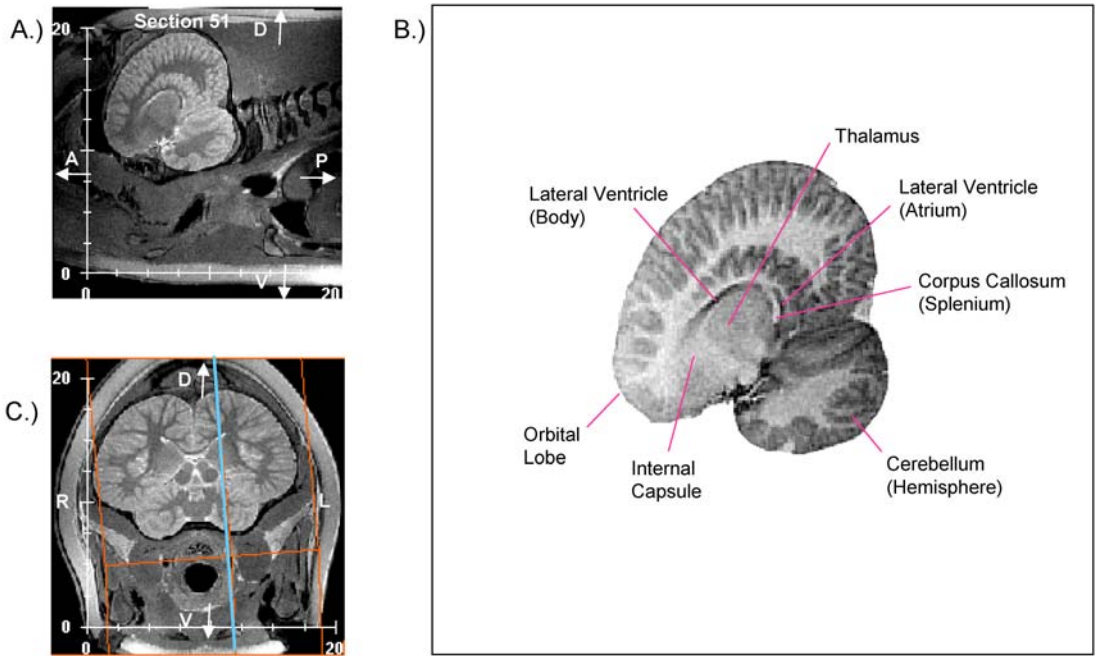 A.)
Section 51
20
D
A
P
0
V
0
20
B.)
Thalamus
Lateral Ventricle
(Body)
Lateral Ventricle
(Atrium)
Corpus Callosum
(Splenium)
Orbital
Lobe
Internal
Capsule
Cerebellum
(Hemisphere)
C.)
20
D
R
L
V
0
0
20